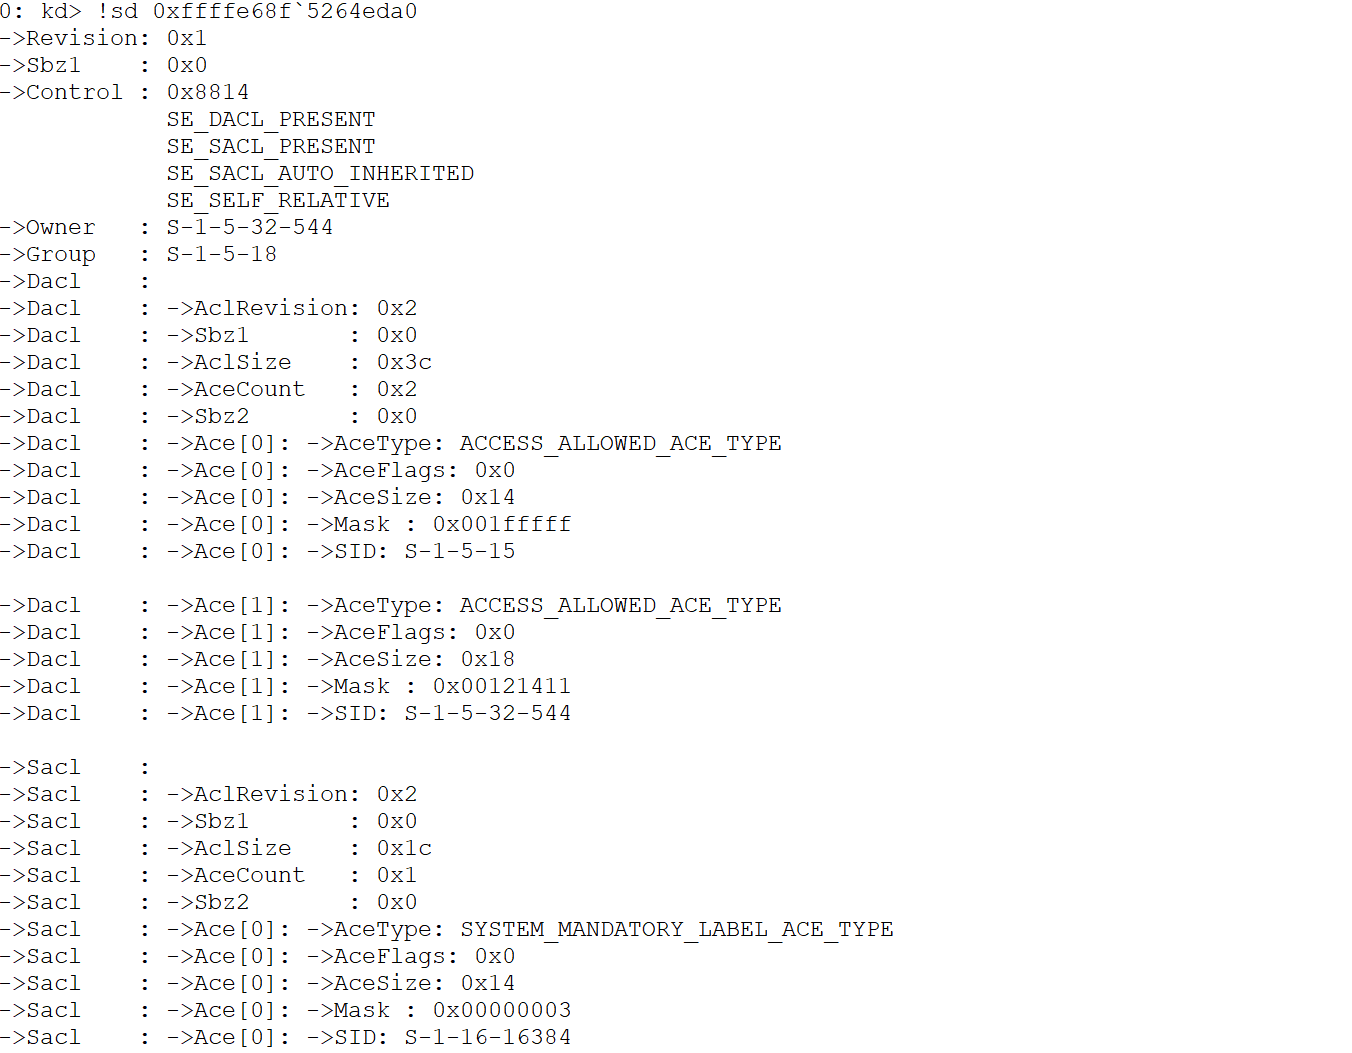 0: kd> !sd 0xffffe68f`5264eda0
->Revision: 0x1
->Sbz1    : 0x0
->Control : 0x8814
            SE_DACL_PRESENT
            SE_SACL_PRESENT
            SE_SACL_AUTO_INHERITED
            SE_SELF_RELATIVE
->Owner   : S-1-5-32-544
->Group   : S-1-5-18
->Dacl    :
->Dacl    : ->AclRevision: 0x2
->Dacl    : ->Sbz1       : 0x0
->Dacl    : ->AclSize    : 0x3c
->Dacl    : ->AceCount   : 0x2
->Dacl    : ->Sbz2       : 0x0
->Dacl    : ->Ace[0]: ->AceType: ACCESS_ALLOWED_ACE_TYPE
->Dacl    : ->Ace[0]: ->AceFlags: 0x0
->Dacl    : ->Ace[0]: ->AceSize: 0x14
->Dacl    : ->Ace[0]: ->Mask : 0x001fffff
->Dacl    : ->Ace[0]: ->SID: S-1-5-15

->Dacl    : ->Ace[1]: ->AceType: ACCESS_ALLOWED_ACE_TYPE
->Dacl    : ->Ace[1]: ->AceFlags: 0x0
->Dacl    : ->Ace[1]: ->AceSize: 0x18
->Dacl    : ->Ace[1]: ->Mask : 0x00121411
->Dacl    : ->Ace[1]: ->SID: S-1-5-32-544

->Sacl    :
->Sacl    : ->AclRevision: 0x2
->Sacl    : ->Sbz1       : 0x0
->Sacl    : ->AclSize    : 0x1c
->Sacl    : ->AceCount   : 0x1
->Sacl    : ->Sbz2       : 0x0
->Sacl    : ->Ace[0]: ->AceType: SYSTEM_MANDATORY_LABEL_ACE_TYPE
->Sacl    : ->Ace[0]: ->AceFlags: 0x0
->Sacl    : ->Ace[0]: ->AceSize: 0x14
->Sacl    : ->Ace[0]: ->Mask : 0x00000003
->Sacl    : ->Ace[0]: ->SID: S-1-16-16384